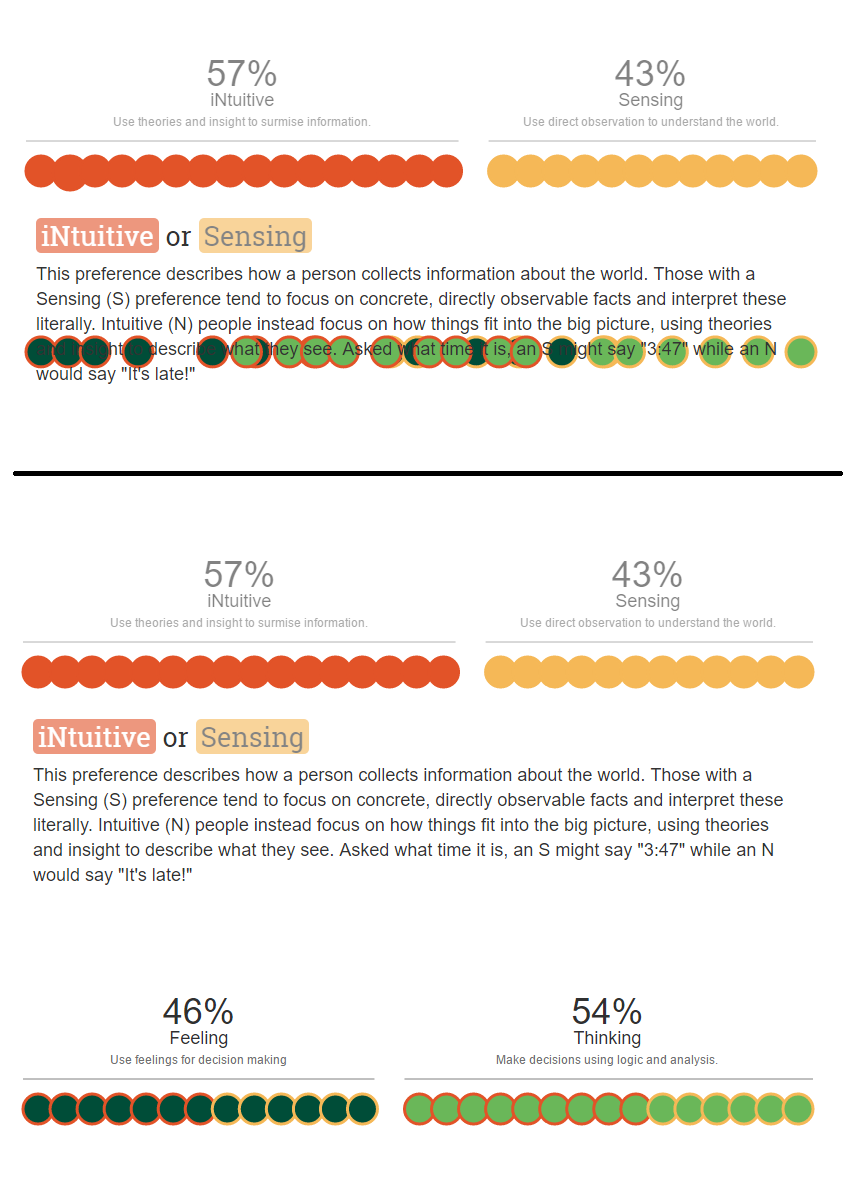 57%
iNtuitive
Use theories and insight to surmise information.
43%
Sensing
Use direct observation to understand the world.
iNtuitive or Sensing
This preference describes how a person collects information about the world. Those with a
Sensing (S) preference tend to focus on concrete, directly observable facts and interpret these
literally. Intuitive (N) people instead focus on how things fit into the big picture, using theories
and insight to describe what they see. Asked what time it is, an S might say "3:47" while an N
would say "It's late!"
57%
iNtuitive
Use theories and insight to surmise information.
43%
Sensing
Use direct observation to understand the world.
iNtuitive or Sensing
This preference describes how a person collects information about the world. Those with a
Sensing (S) preference tend to focus on concrete, directly observable facts and interpret these
literally. Intuitive (N) people instead focus on how things fit into the big picture, using theories
and insight to describe what they see. Asked what time it is, an S might say "3:47" while an N
would say "It's late!"
46%
Feeling
Use feelings for decision making
54%
Thinking
Make decisions using logic and analysis.